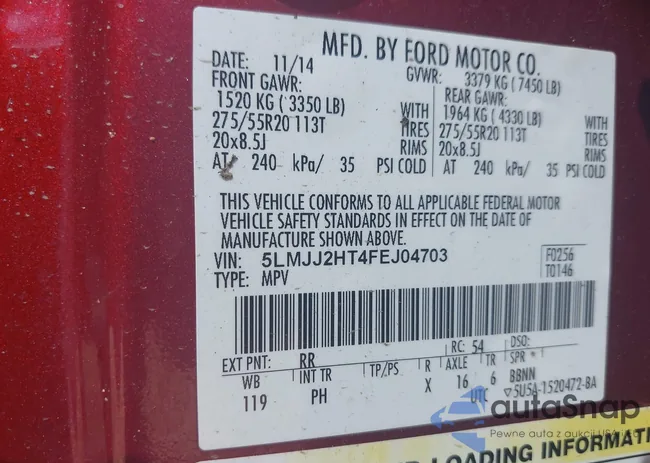 MFD. BY FORD MOTOR CO.
DATE: 11/14 GVWR: 3379 KG (7450 LB)
FRONT GAWR: REAR GAWR:
1520 KG (3350 LB) WITH 1964 KG (4330 LB)
275/55R20 113T TIRES 275/55R20 113T
20x8.5J RIMS 20x8.5J RIMS
AT 240 kPa/ 35 PSI COLD AT 240 kPa/ 35 PSI COLD
THIS VEHICLE CONFORMS TO ALL APPLICABLE FEDERAL MOTOR
VEHICLE SAFETY STANDARDS IN EFFECT ON THE DATE OF
MANUFACTURE SHOWN ABOVE.
VIN: 5LMJJ2HT4FEJ04703 F0256
TYPE: MPV T0146
EXT PNT: RR RC: 54 DSO:
WB INT TR TP/PS R AXLE TR SPR
119 PH X 16 6 BBNN
UTC 5U5A-1520472-BA
autoSnap
Pewne auta z aukcji USA
LOADING INFORMATI